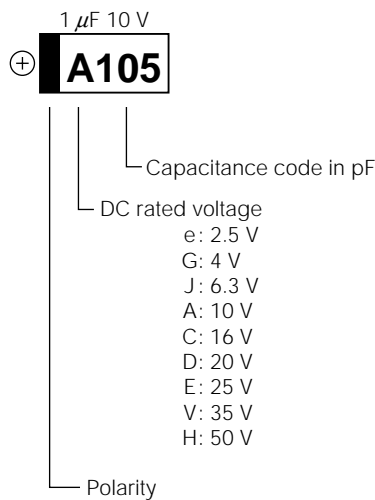 1 μF 10 V
⊕ A105
Capacitance code in pF
DC rated voltage
e: 2.5 V
G: 4 V
J: 6.3 V
A: 10 V
C: 16 V
D: 20 V
E: 25 V
V: 35 V
H: 50 V
Polarity